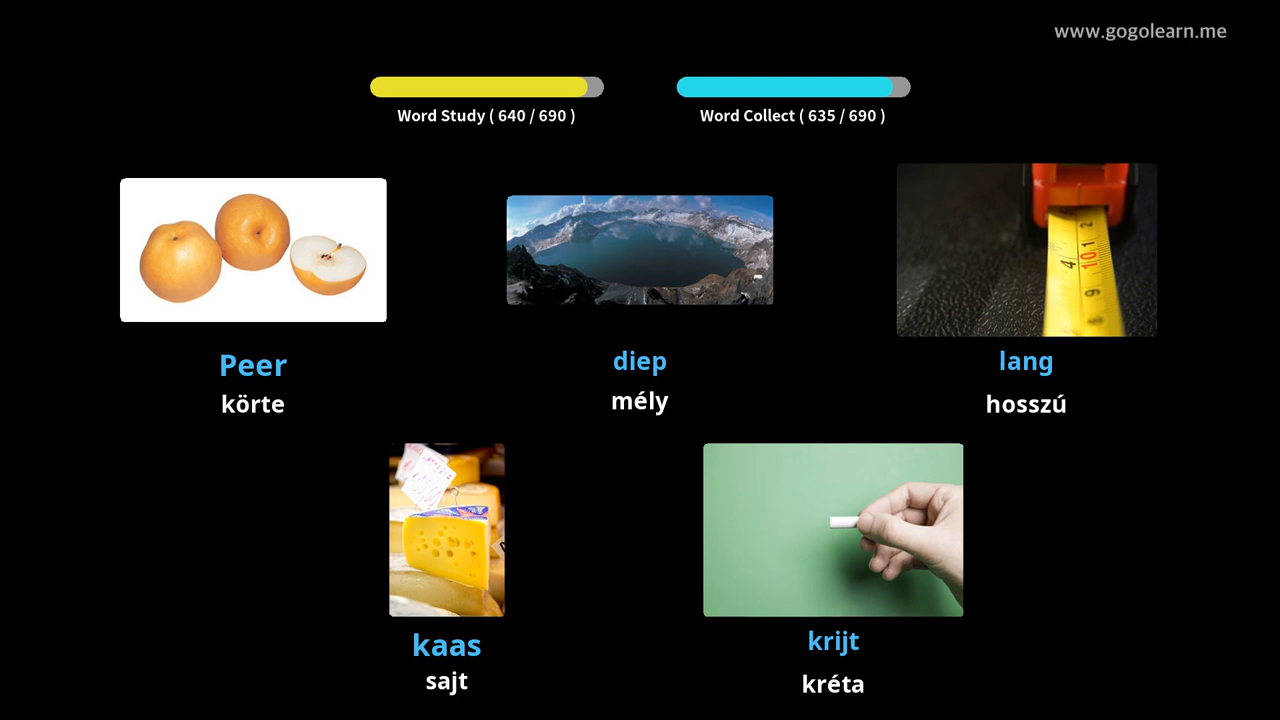 www.gogolearn.me
Word Study ( 640 / 690 )
Word Collect ( 635 / 690 )
Peer
körte
diep
mély
lang
hosszú
kaas
sajt
krijt
kréta